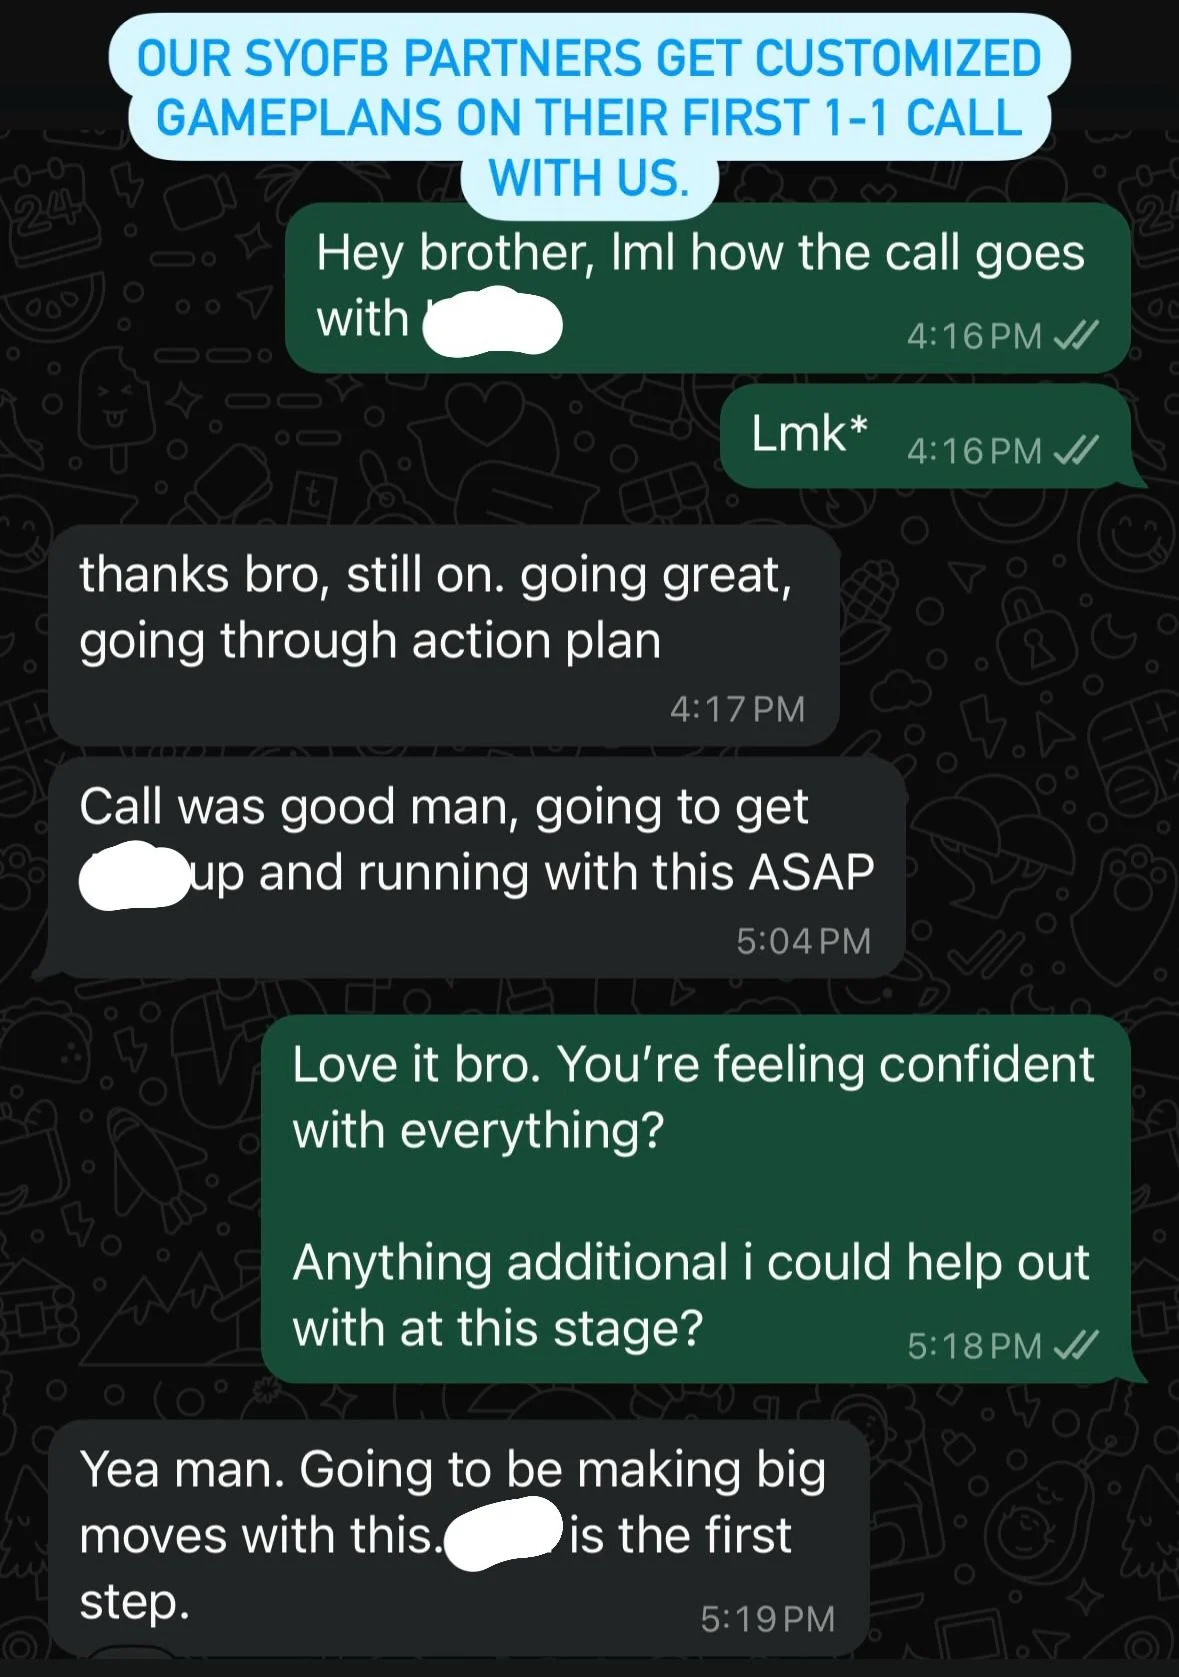 OUR SYOFB PARTNERS GET CUSTOMIZED
GAMEPLANS ON THEIR FIRST 1-1 CALL
WITH US.
Hey brother, lml how the call goes
with
4:16 PM
Lmk*
4:16 PM
thanks bro, still on. going great,
going through action plan
4:17 PM
Call was good man, going to get
up and running with this ASAP
5:04 PM
Love it bro. You're feeling confident
with everything?
Anything additional i could help out
with at this stage?
5:18 PM
Yea man. Going to be making big
moves with this. is the first
step.
5:19 PM